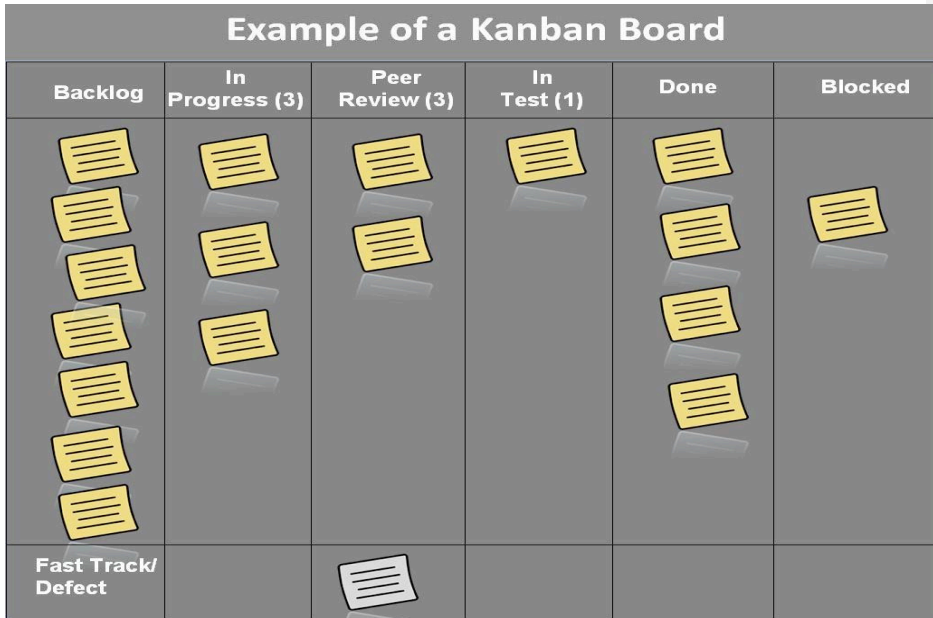 Example of a Kanban Board
Backlog
In
Progress (3)
Peer
Review (3)
In
Test (1)
Done
Blocked
Fast Track/
Defect